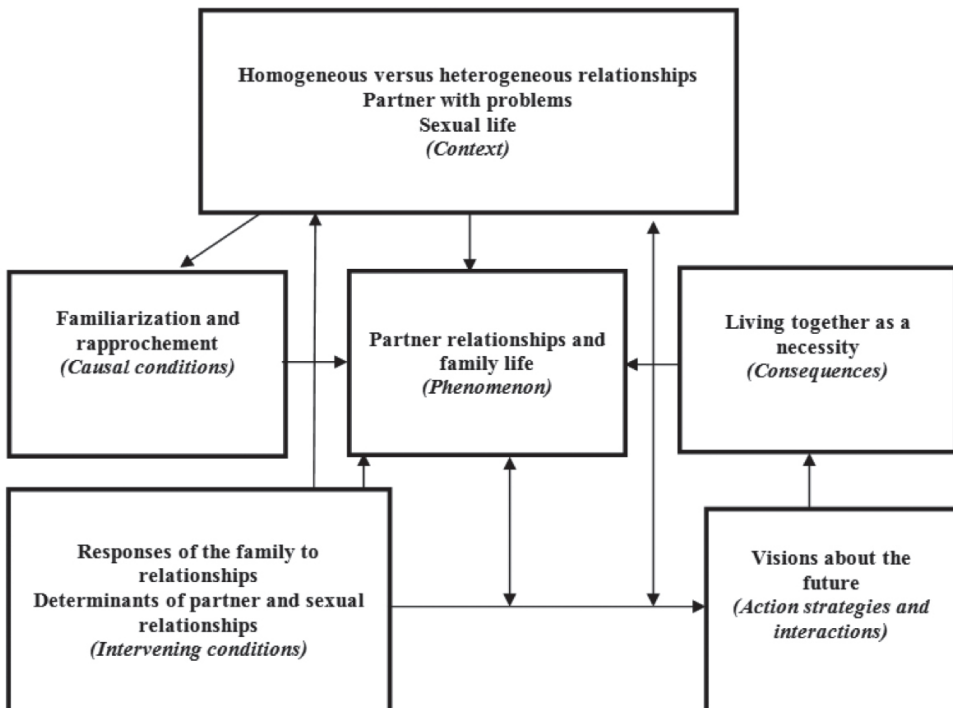 Homogeneous versus heterogeneous relationships
Partner with problems
Sexual life
(Context)
Familiarization and
rapprochement
(Causal conditions)
Partner relationships and
family life
(Phenomenon)
Living together as a
necessity
(Consequences)
Responses of the family to
relationships
Determinants of partner and sexual
relationships
(Intervening conditions)
Visions about the
future
(Action strategies and
interactions)